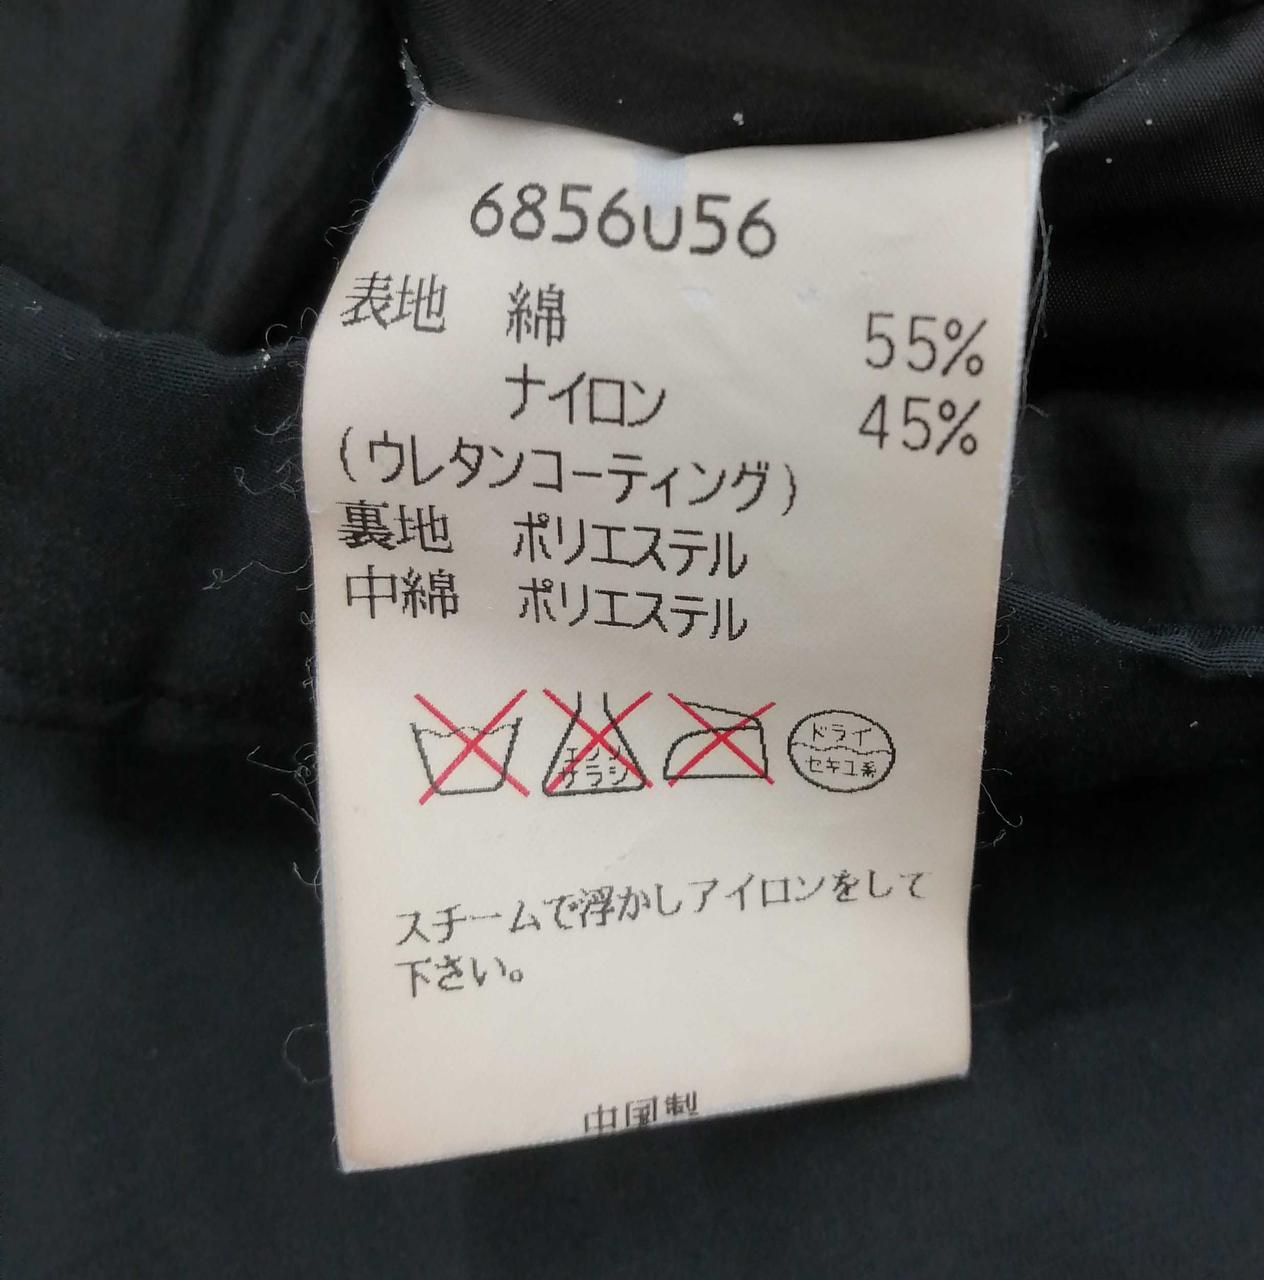 6856u56
表地 綿 55%
ナイロン 45%
(ウレタンコーティング)
裏地 ポリエステル
中綿 ポリエステル
エンソ
サラシ
ドライ
セキユ系
スチームで浮かしアイロンをして
下さい。
中国製